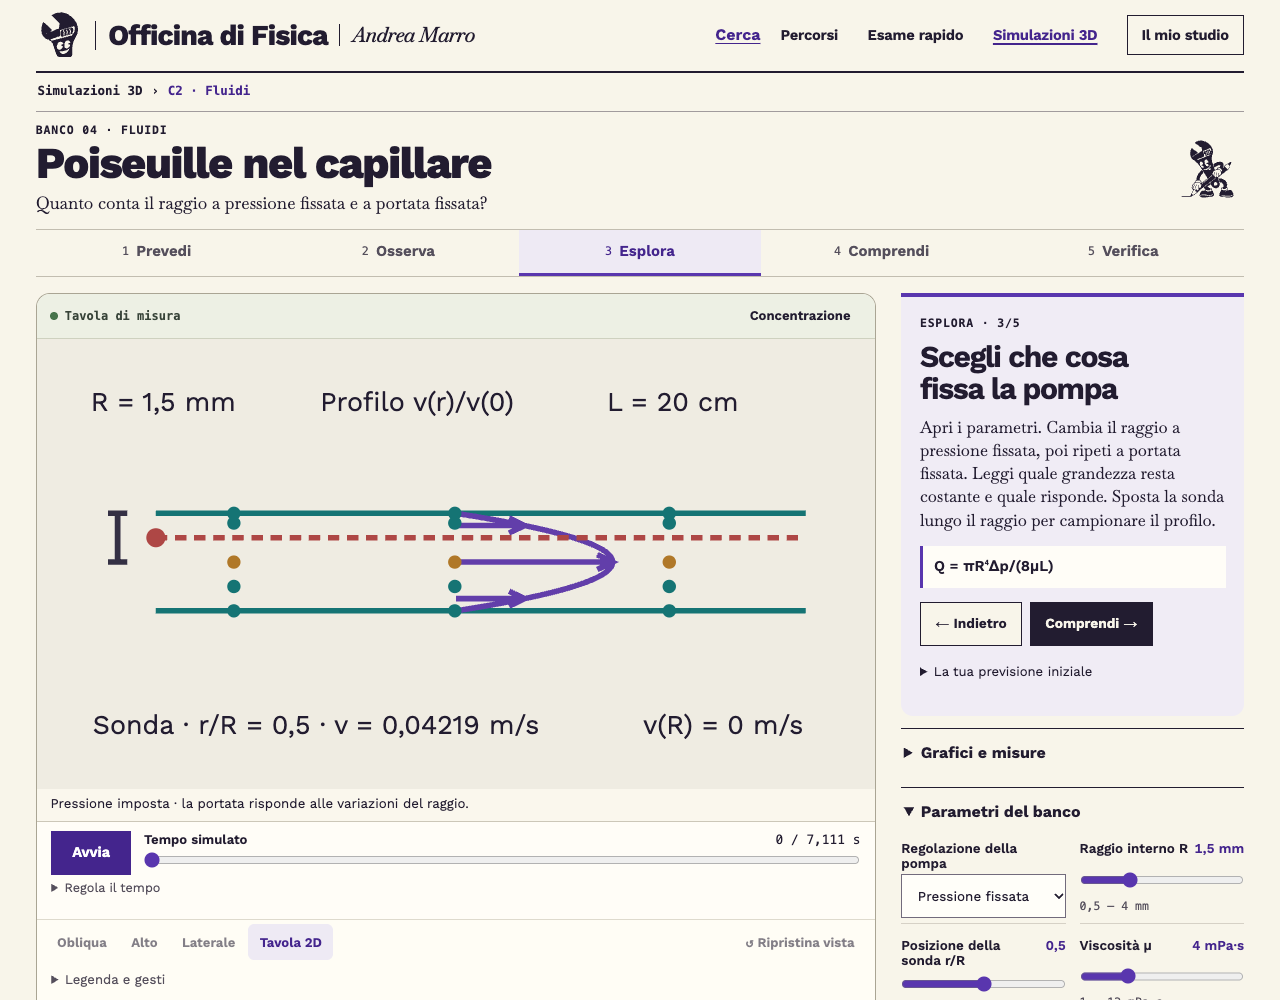 Officina di Fisica
Andrea Marro
Cerca
Percorsi
Esame rapido
Simulazioni 3D
Il mio studio
Simulazioni 3D › C2 · Fluidi
BANCO 04 · FLUIDI
Poiseuille nel capillare
Quanto conta il raggio a pressione fissata e a portata fissata?
1 Prevedi
2 Osserva
3 Esplora
4 Comprendi
5 Verifica
Tavola di misura
Concentrazione
R = 1,5 mm
Profilo v(r)/v(0)
L = 20 cm
Sonda · r/R = 0,5 · v = 0,04219 m/s
v(R) = 0 m/s
Pressione imposta · la portata risponde alle variazioni del raggio.
Avvia
Tempo simulato
0 / 7,111 s
▶ Regola il tempo
Obliqua
Alto
Laterale
Tavola 2D
↺ Ripristina vista
▶ Legenda e gesti
ESPLORA · 3/5
Scegli che cosa
fissa la pompa
Apri i parametri. Cambia il raggio a
pressione fissata, poi ripeti a portata
fissata. Leggi quale grandezza resta
costante e quale risponde. Sposta la sonda
lungo il raggio per campionare il profilo.
Q = πR⁴Δp/(8μL)
← Indietro
Comprendi →
▶ La tua previsione iniziale
▶ Grafici e misure
▼ Parametri del banco
Regolazione della
pompa
Pressione fissata
Raggio interno R 1,5 mm
0,5 — 4 mm
Posizione della
sonda r/R
0,5
Viscosità μ 4 mPa·s